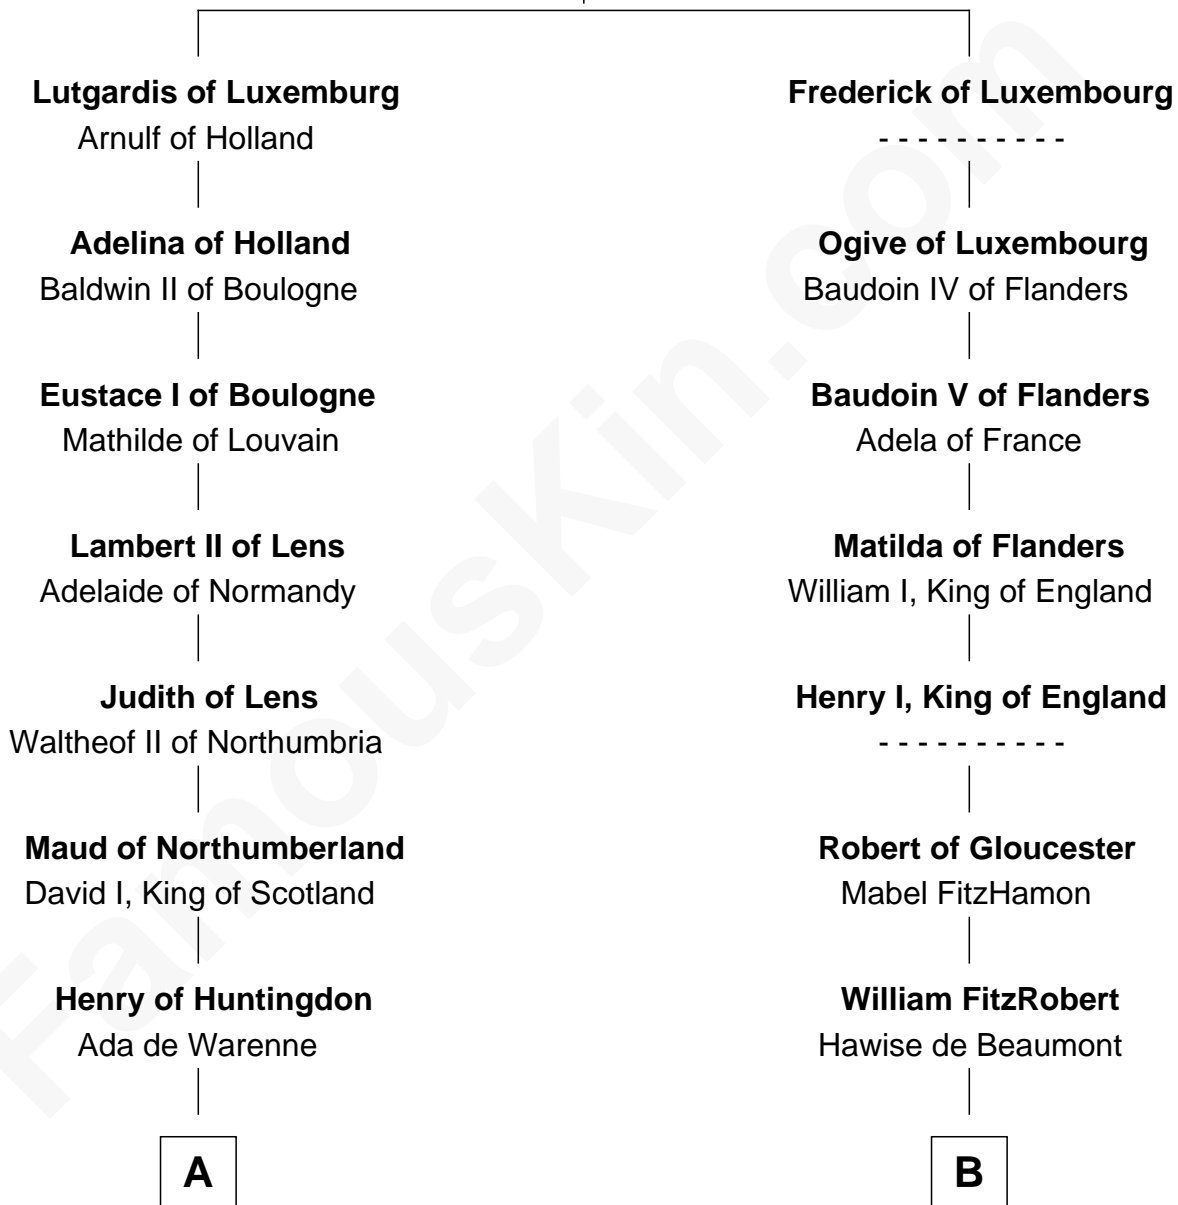 Lutgardis of Luxemburg
Arnulf of Holland
Adelina of Holland
Baldwin II of Boulogne
Eustace I of Boulogne
Mathilde of Louvain
Lambert II of Lens
Adelaide of Normandy
Judith of Lens
Waltheof II of Northumbria
Maud of Northumberland
David I, King of Scotland
Henry of Huntingdon
Ada de Warenne
A
Frederick of Luxembourg
- - - - - - - - - -
Ogive of Luxembourg
Baudoin IV of Flanders
Baudoin V of Flanders
Adela of France
Matilda of Flanders
William I, King of England
Henry I, King of England
- - - - - - - - - -
Robert of Gloucester
Mabel FitzHamon
William FitzRobert
Hawise de Beaumont
B
FamousKin.com